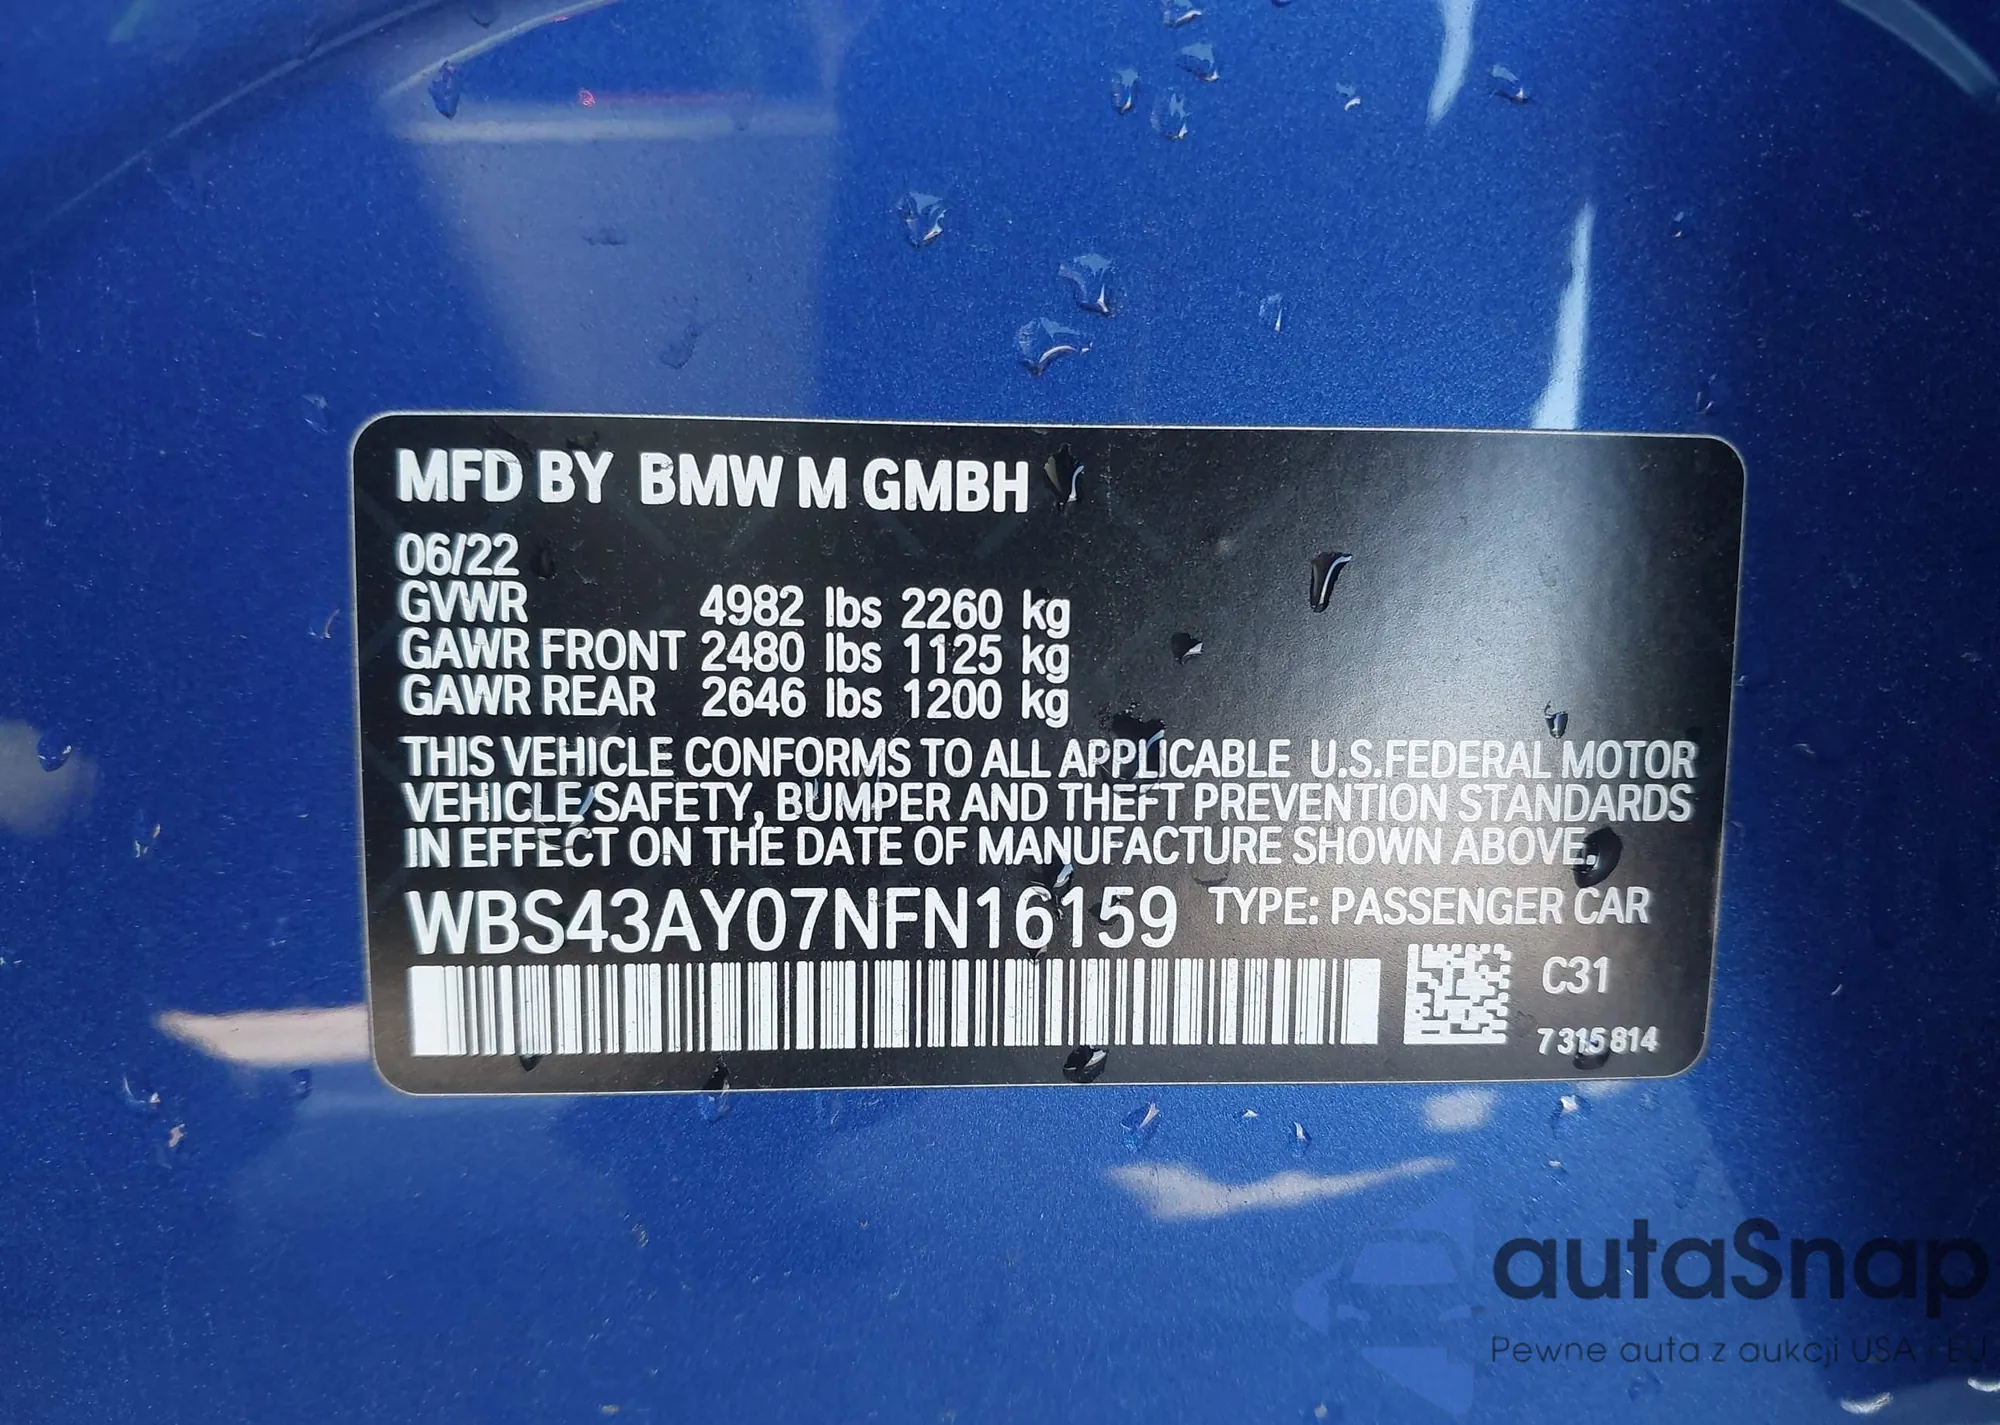 MFD BY BMW M GMBH
06/22
GVWR 4982 lbs 2260 kg
GAWR FRONT 2480 lbs 1125 kg
GAWR REAR 2646 lbs 1200 kg
THIS VEHICLE CONFORMS TO ALL APPLICABLE U.S.FEDERAL MOTOR
VEHICLE SAFETY, BUMPER AND THEFT PREVENTION STANDARDS
IN EFFECT ON THE DATE OF MANUFACTURE SHOWN ABOVE.
WBS43AY07NFN16159 TYPE: PASSENGER CAR
C31
7 315 814
autaSnap
Pewne auta z aukcji USA i EU